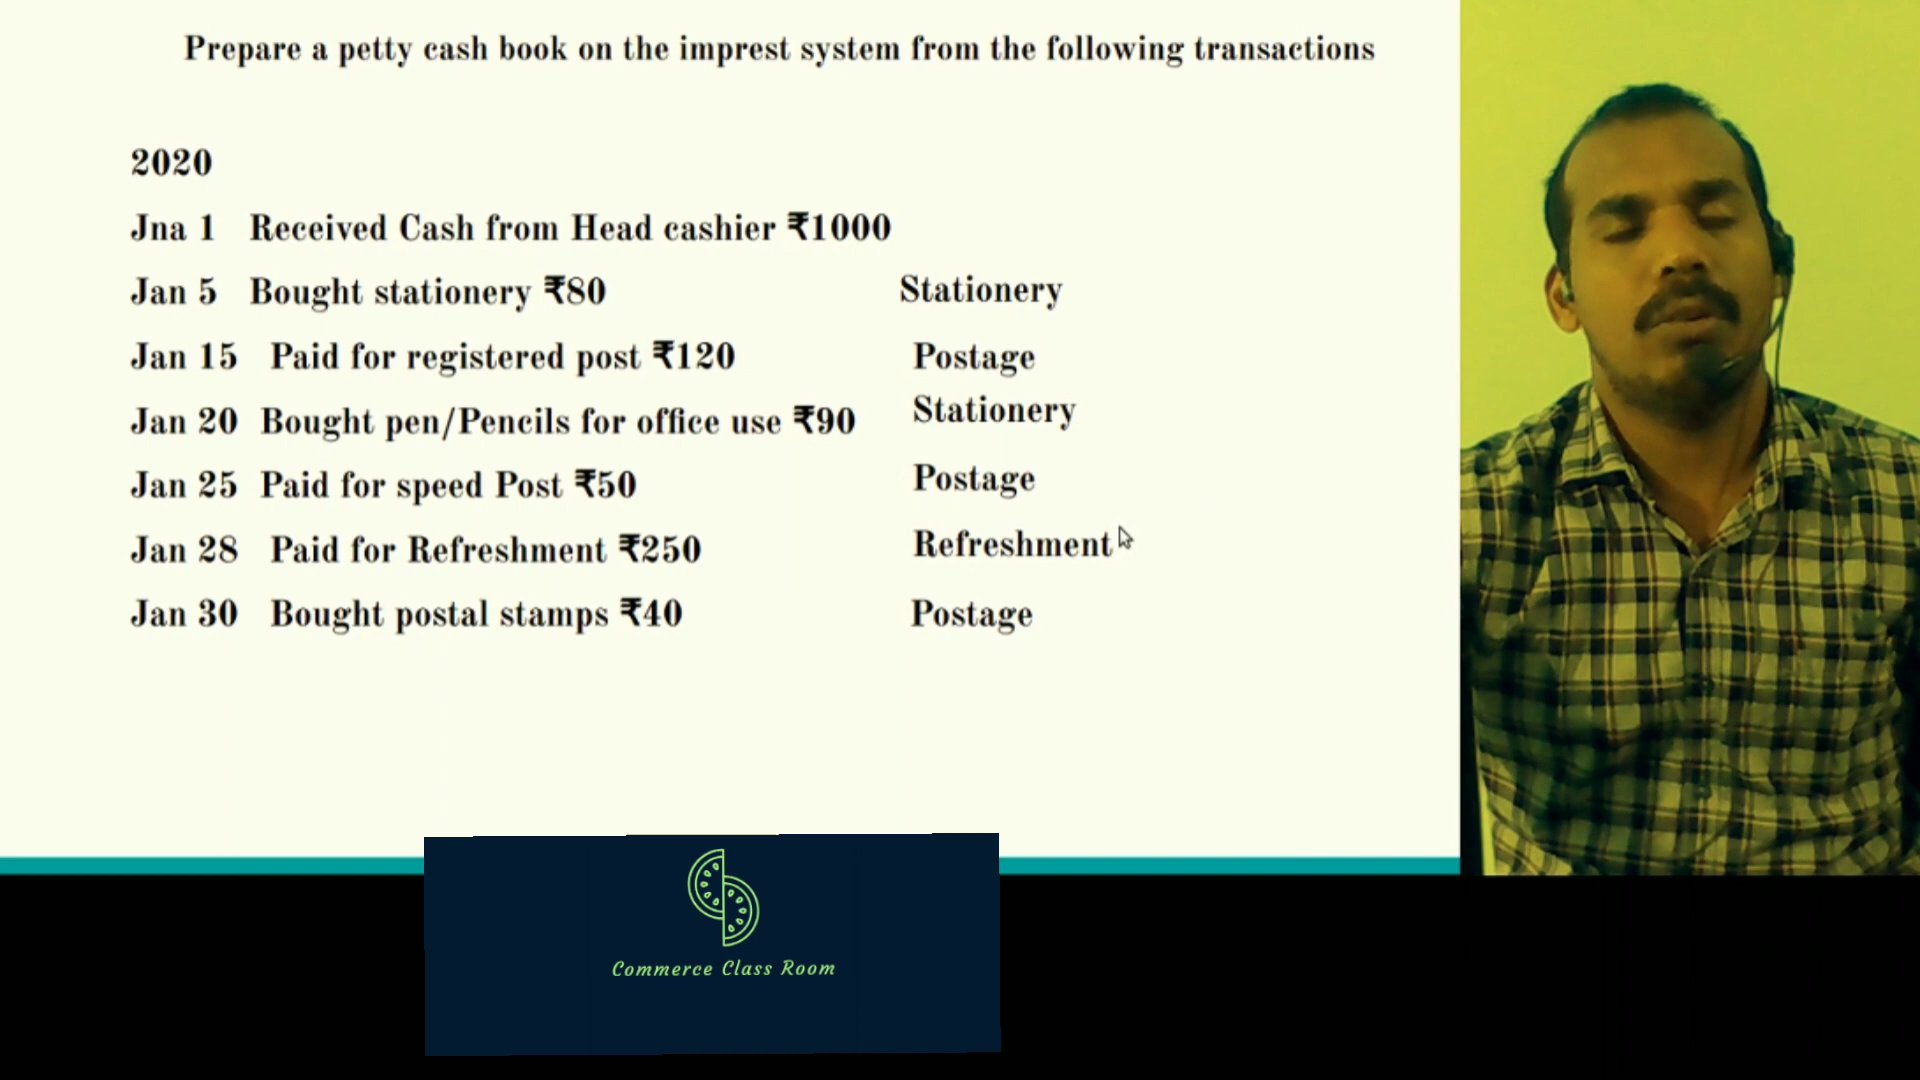 Prepare a petty cash book on the imprest system from the following transactions
2020
Jna 1 Received Cash from Head cashier ₹1000
Jan 5 Bought stationery ₹80 Stationery
Jan 15 Paid for registered post ₹120 Postage
Jan 20 Bought pen/Pencils for office use ₹90 Stationery
Jan 25 Paid for speed Post ₹50 Postage
Jan 28 Paid for Refreshment ₹250 Refreshment
Jan 30 Bought postal stamps ₹40 Postage
Commerce Class Room